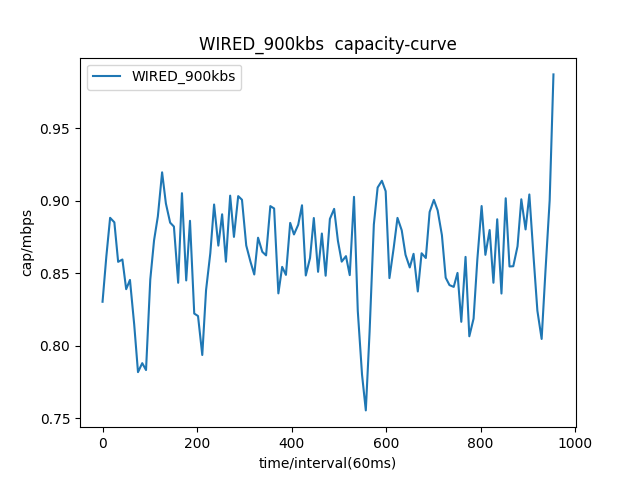 WIRED_900kbs  capacity-curve
WIRED_900kbs
cap/mbps
0.95
0.90
0.85
0.80
0.75
0 200 400 600 800 1000
time/interval(60ms)